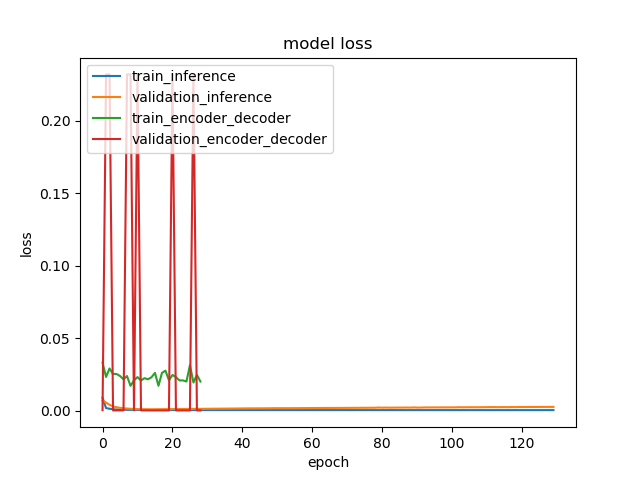 model loss
train_inference
validation_inference
train_encoder_decoder
validation_encoder_decoder
loss
0.20
0.15
0.10
0.05
0.00
0 20 40 60 80 100 120
epoch